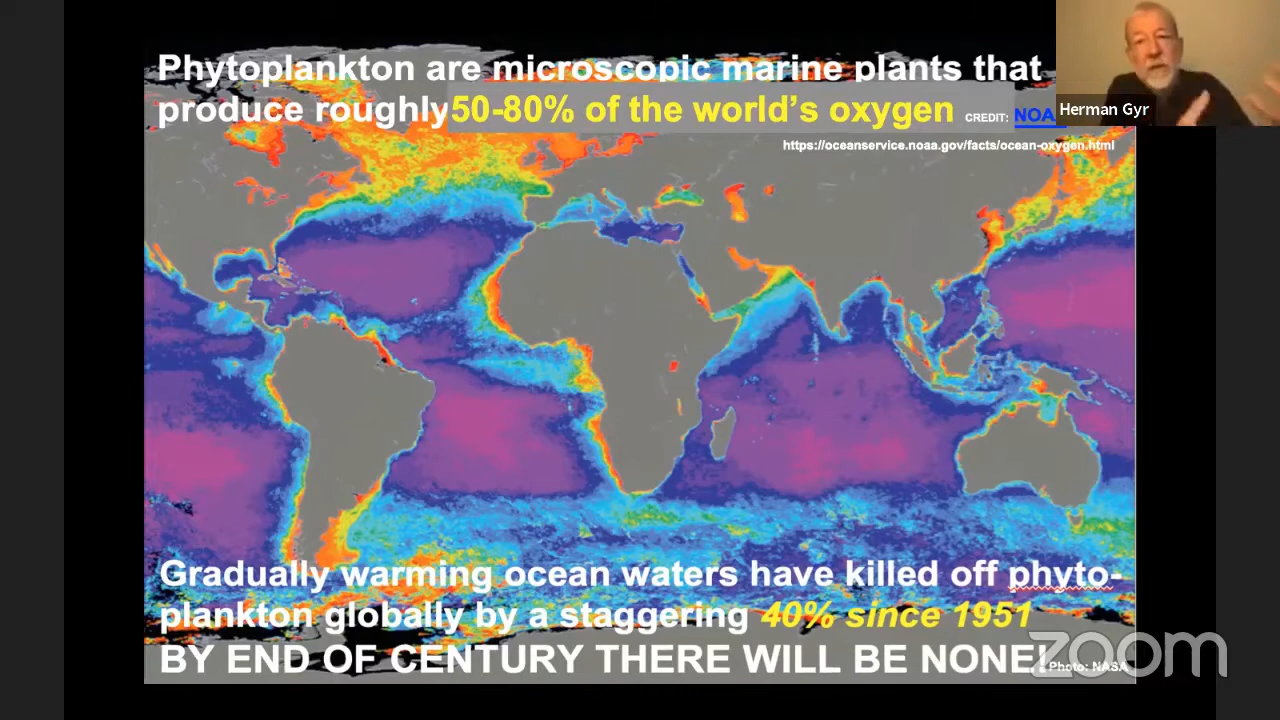 Phytoplankton are microscopic marine plants that
produce roughly 50-80% of the world's oxygen CREDIT: NOA
Herman Gyr
https://oceanservice.noaa.gov/facts/ocean-oxygen.html
Gradually warming ocean waters have killed off phyto-
plankton globally by a staggering 40% since 1951
BY END OF CENTURY THERE WILL BE NONE!
Photo: NASA
zoom